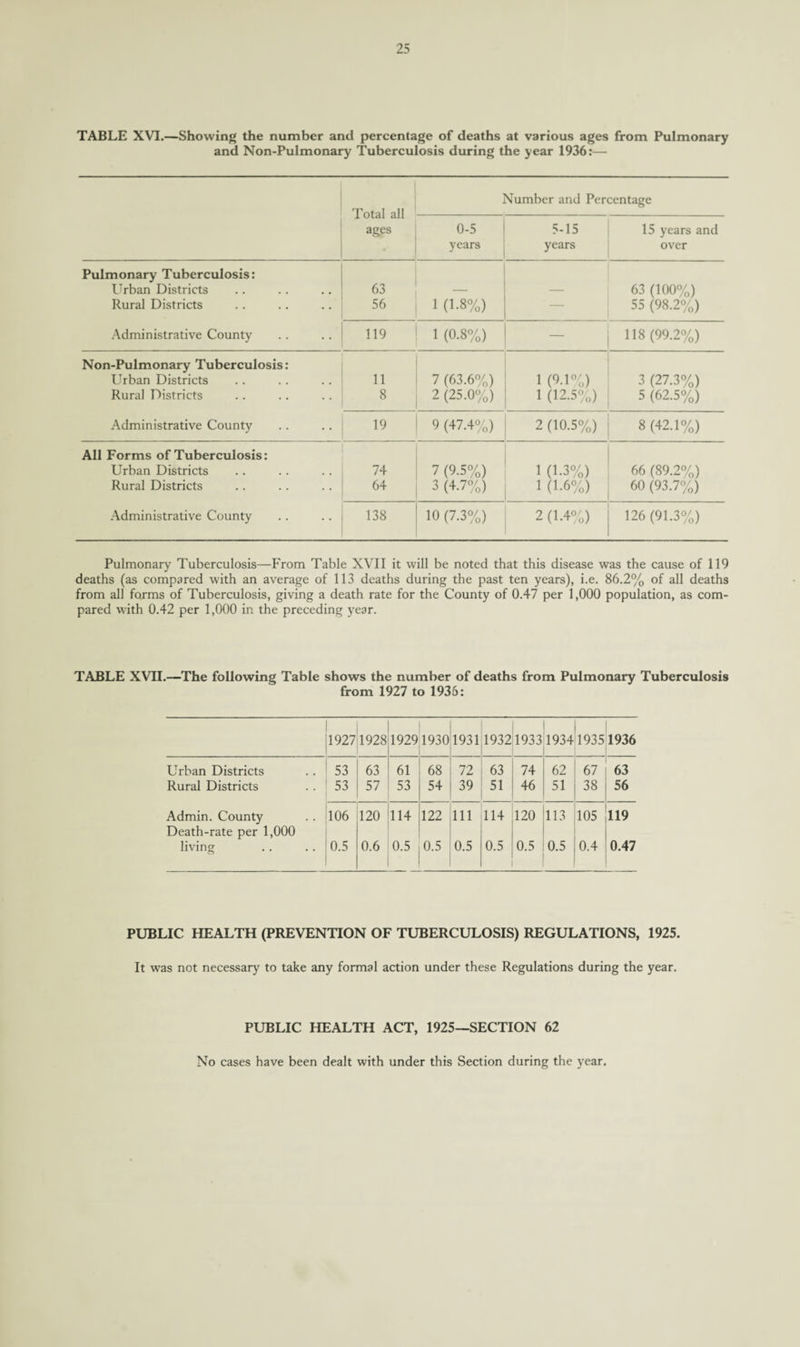 25
TABLE XVI.—Showing the number and percentage of deaths at various ages from Pulmonary
and Non-Pulmonary Tuberculosis during the year 1936:—
Total all ages | Number and Percentage
0-5 years | 5-15 years | 15 years and over
Pulmonary Tuberculosis:
Urban Districts .. .. .. 63 — — 63 (100%)
Rural Districts .. .. .. 56 1 (1.8%) — 55 (98.2%)
Administrative County .. .. 119 1 (0.8%) — 118 (99.2%)
Non-Pulmonary Tuberculosis:
Urban Districts .. .. .. 11 7 (63.6%) 1 (9.1%) 3 (27.3%)
Rural Districts .. .. .. 8 2 (25.0%) 1 (12.5%) 5 (62.5%)
Administrative County .. .. 19 9 (47.4%) 2 (10.5%) 8 (42.1%)
All Forms of Tuberculosis:
Urban Districts .. .. .. 74 7 (9.5%) 1 (1.3%) 66 (89.2%)
Rural Districts .. .. .. 64 3 (4.7%) 1 (1.6%) 60 (93.7%)
Administrative County .. .. 138 10 (7.3%) 2 (1.4%) 126 (91.3%)
Pulmonary Tuberculosis—From Table XVII it will be noted that this disease was the cause of 119
deaths (as compared with an average of 113 deaths during the past ten years), i.e. 86.2% of all deaths
from all forms of Tuberculosis, giving a death rate for the County of 0.47 per 1,000 population, as com-
pared with 0.42 per 1,000 in the preceding year.
TABLE XVII.—The following Table shows the number of deaths from Pulmonary Tuberculosis
from 1927 to 1936:
1927 1928 1929 1930 1931 1932 1933 1934 1935 1936
Urban Districts .. 53 63 61 68 72 63 74 62 67 63
Rural Districts .. 53 57 53 54 39 51 46 51 38 56
Admin. County .. 106 120 114 122 111 114 120 113 105 119
Death-rate per 1,000
living .. .. 0.5 0.6 0.5 0.5 0.5 0.5 0.5 0.5 0.4 0.47
PUBLIC HEALTH (PREVENTION OF TUBERCULOSIS) REGULATIONS, 1925.
It was not necessary to take any formal action under these Regulations during the year.
PUBLIC HEALTH ACT, 1925—SECTION 62
No cases have been dealt with under this Section during the year.